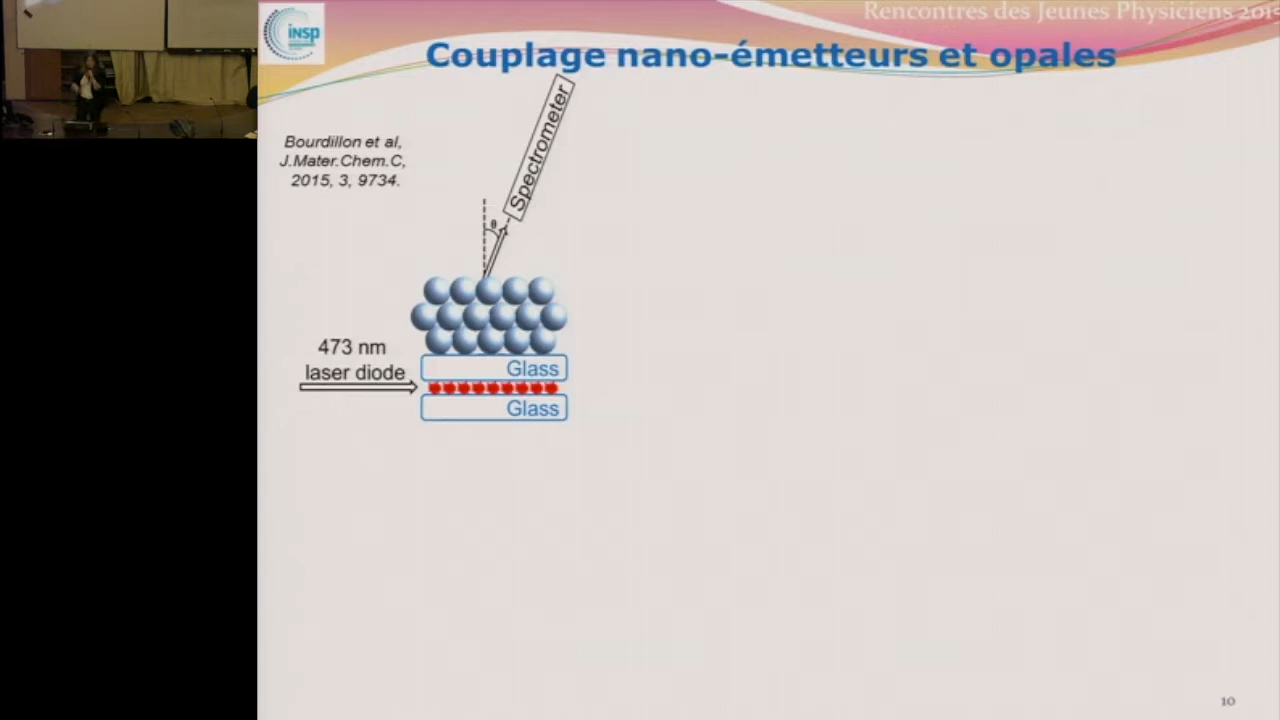 Rencontres des Jeunes Physiciens 201
insp
Couplage nano-émetteurs et opales
Bourdillon et al,
J.Mater.Chem.C,
2015, 3, 9734.
Spectrometer
θ
473 nm
laser diode
Glass
Glass
10